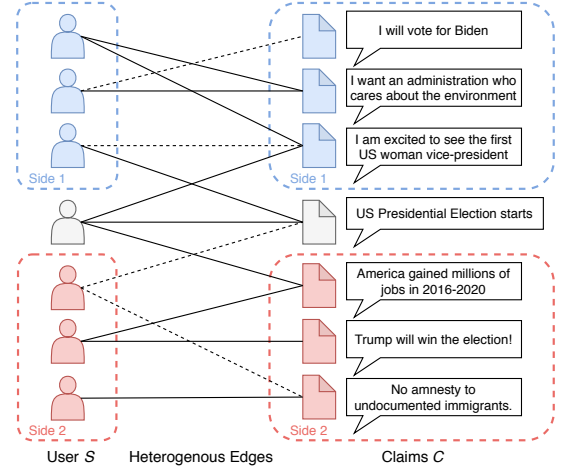 I will vote for Biden
I want an administration who
cares about the environment
I am excited to see the first
US woman vice-president
Side 1
Side 1
US Presidential Election starts
America gained millions of
jobs in 2016-2020
Trump will win the election!
No amnesty to
undocumented immigrants.
Side 2
Side 2
User S
Heterogenous Edges
Claims C